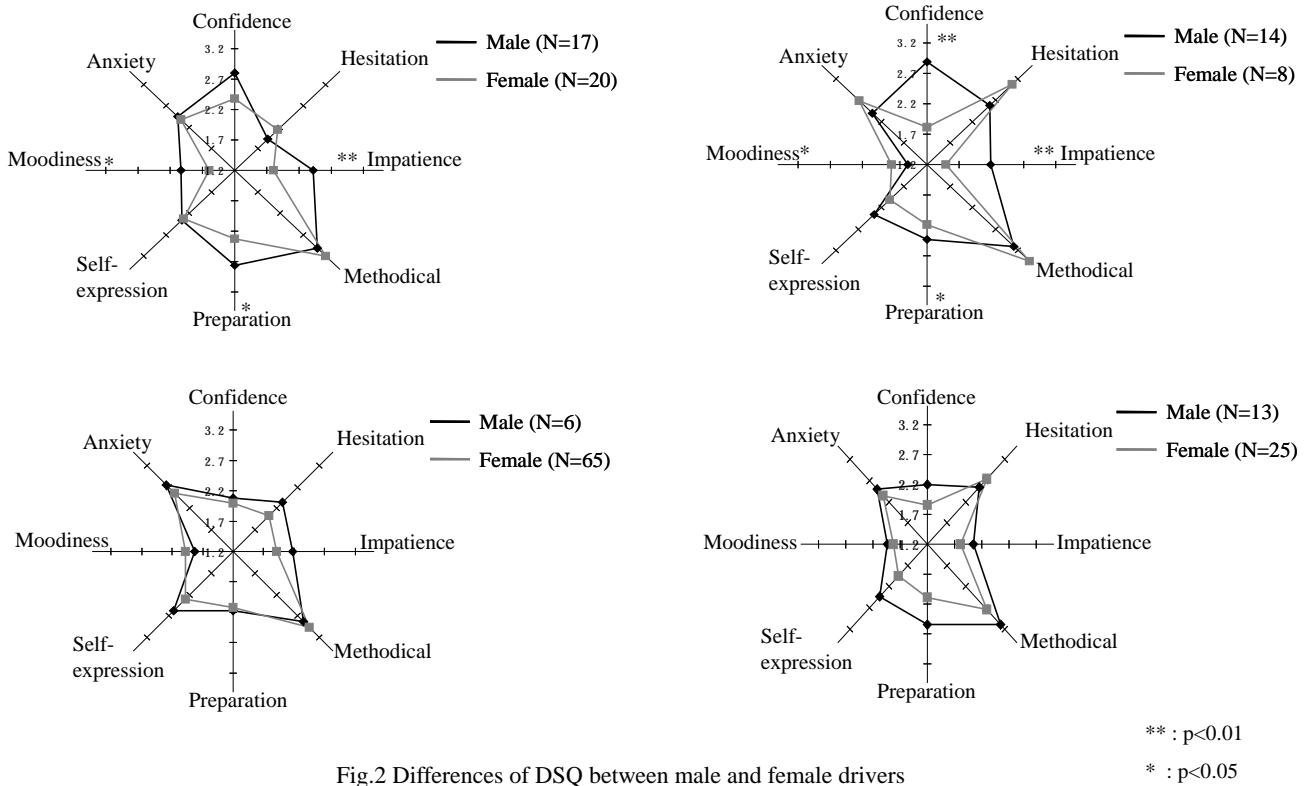 Confidence
3.2
2.7
2.2
1.7
1.2
Anxiety
Hesitation
Moodiness *
** Impatience
Self-
expression
Methodical
*
Preparation
Male (N=17)
Female (N=20)
Confidence
3.2
**
2.7
2.2
1.7
1.2
Anxiety
Hesitation
Moodiness*
** Impatience
Self-
expression
Methodical
*
Preparation
Male (N=14)
Female (N=8)
Confidence
3.2
2.7
2.2
1.7
1.2
Anxiety
Hesitation
Moodiness
Impatience
Self-
expression
Methodical
Preparation
Male (N=6)
Female (N=65)
Confidence
3.2
2.7
2.2
1.7
1.2
Anxiety
Hesitation
Moodiness
Impatience
Self-
expression
Methodical
Preparation
Male (N=13)
Female (N=25)
** : p<0.01
* : p<0.05
Fig.2 Differences of DSQ between male and female drivers